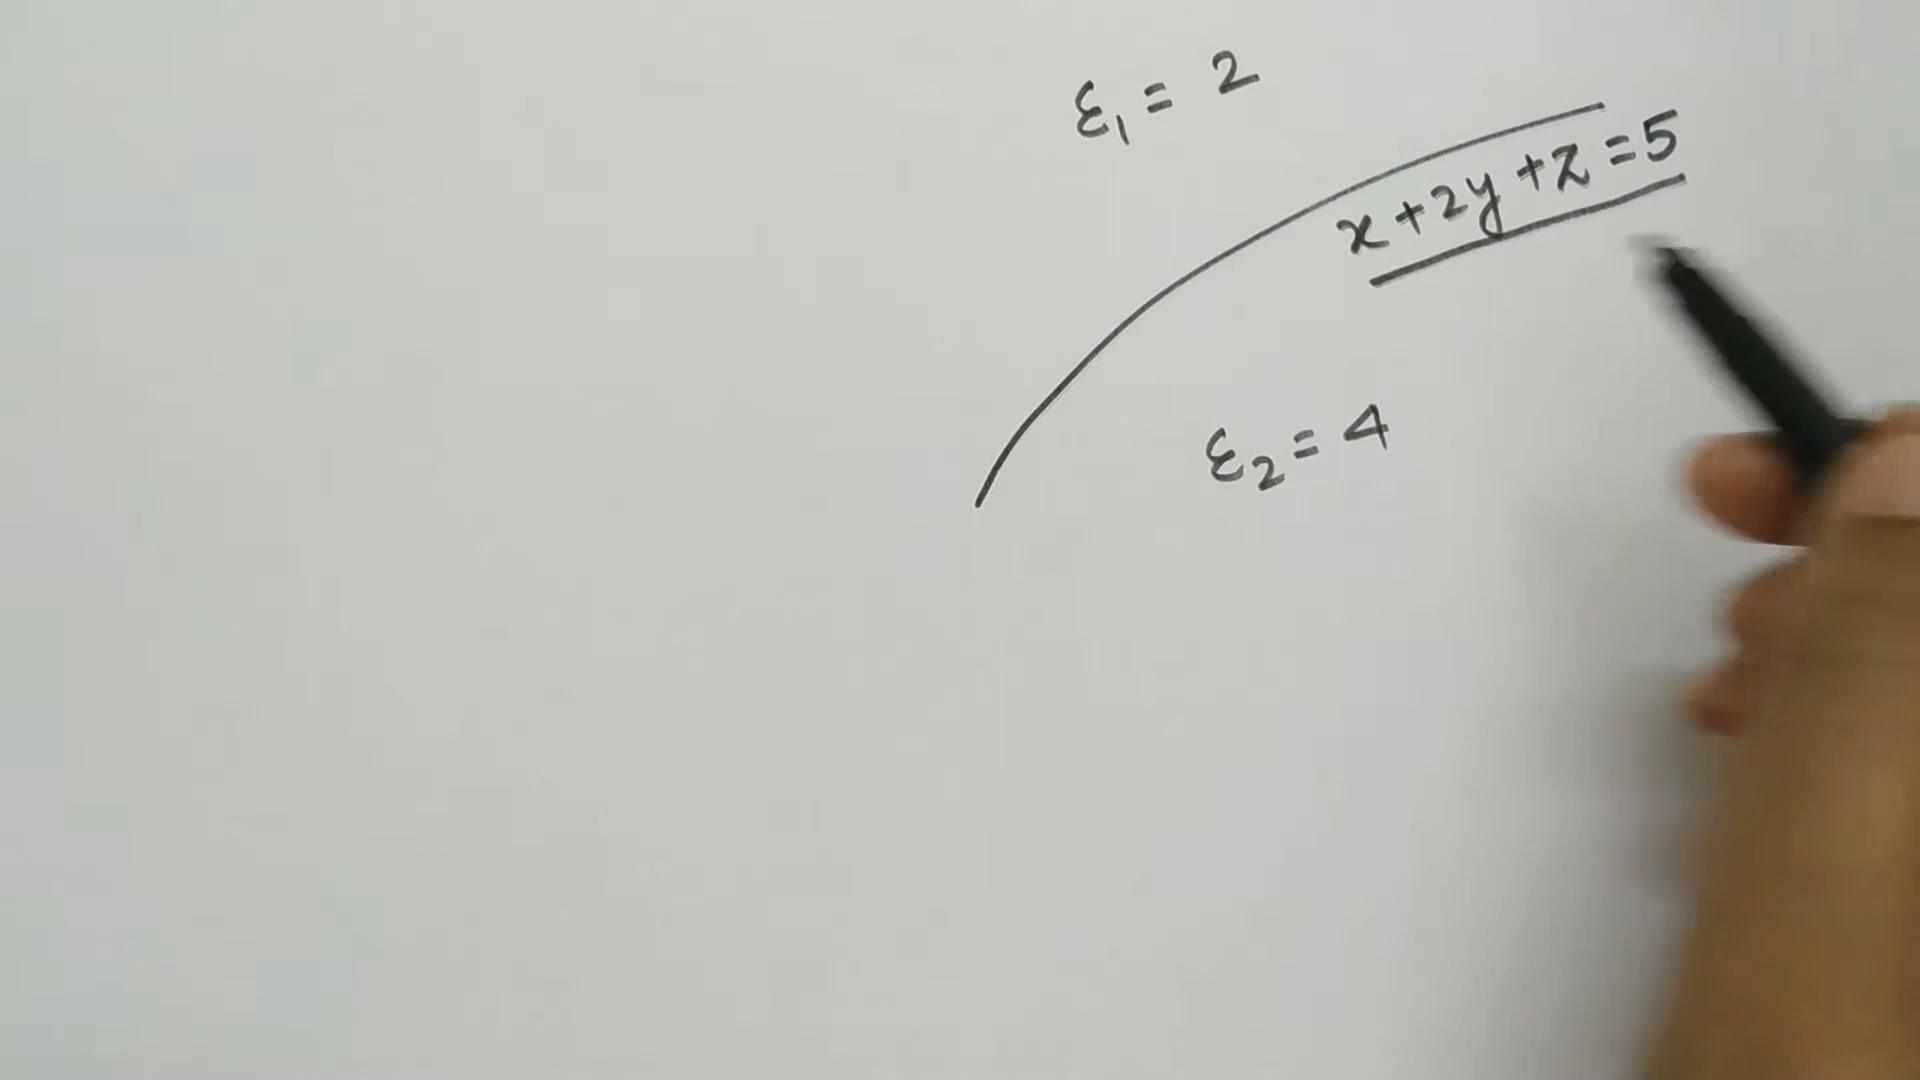 ε₁ = 2
x + 2y + z = 5
ε₂ = 4